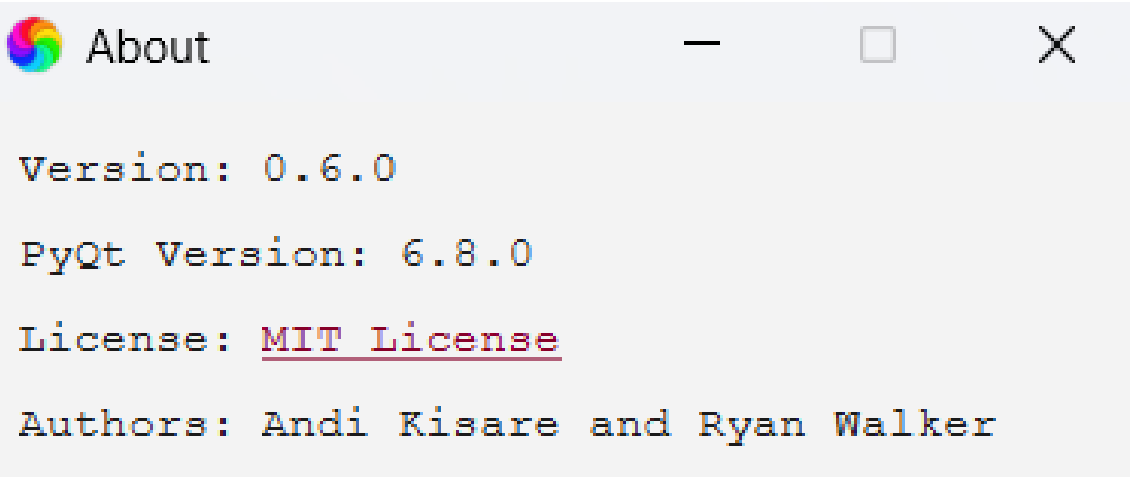 About
Version: 0.6.0
PyQt Version: 6.8.0
License: MIT License
Authors: Andi Kisare and Ryan Walker